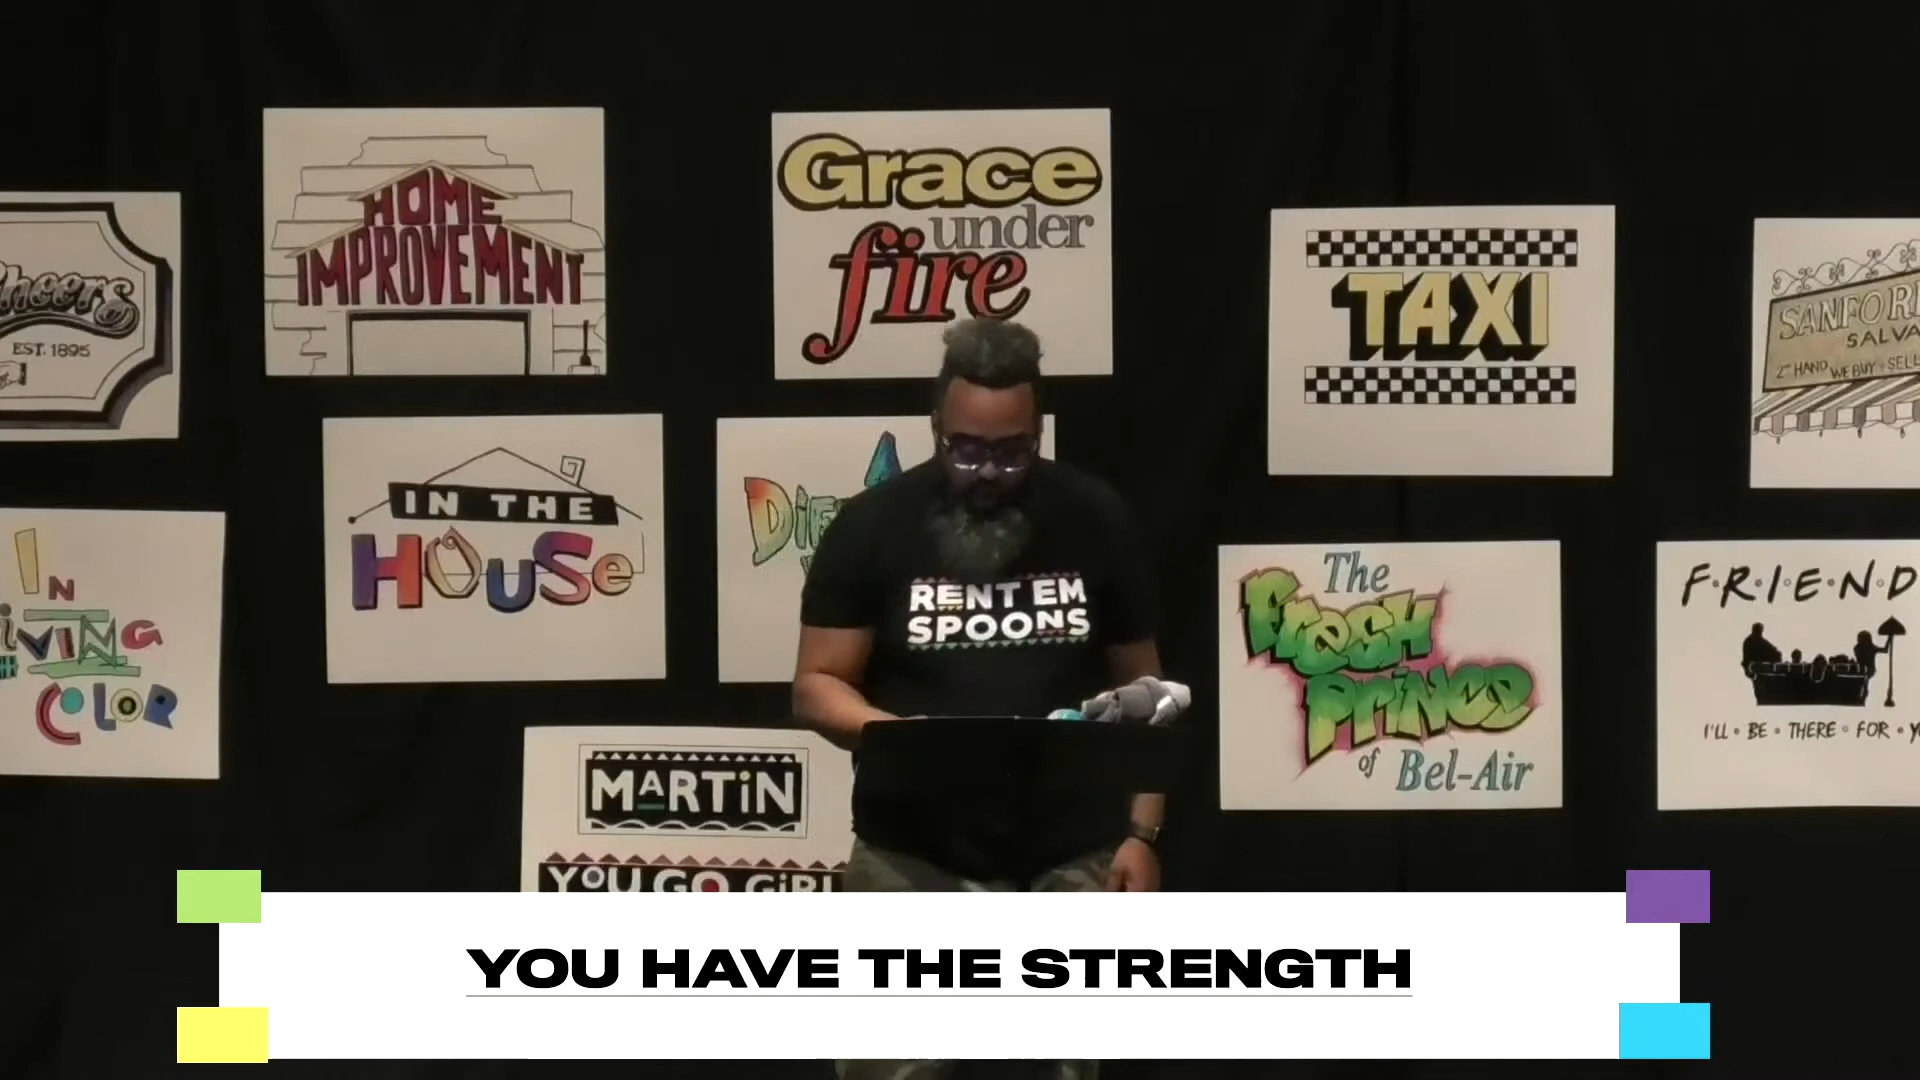 HOME
IMPROVEMENT
Grace
under
fire
TAXI
Cheers
EST. 1895
SANFORD
SALVA
2ND HAND WE BUY SELL
IN THE
HOUSE
IN
LIVING
COLOR
RENT EM
SPOONS
The
FRESH
PRINCE
of Bel-Air
F·R·I·E·N·D
I'LL · BE · THERE · FOR · YO
MARTIN
YOU GO GIRL
YOU HAVE THE STRENGTH